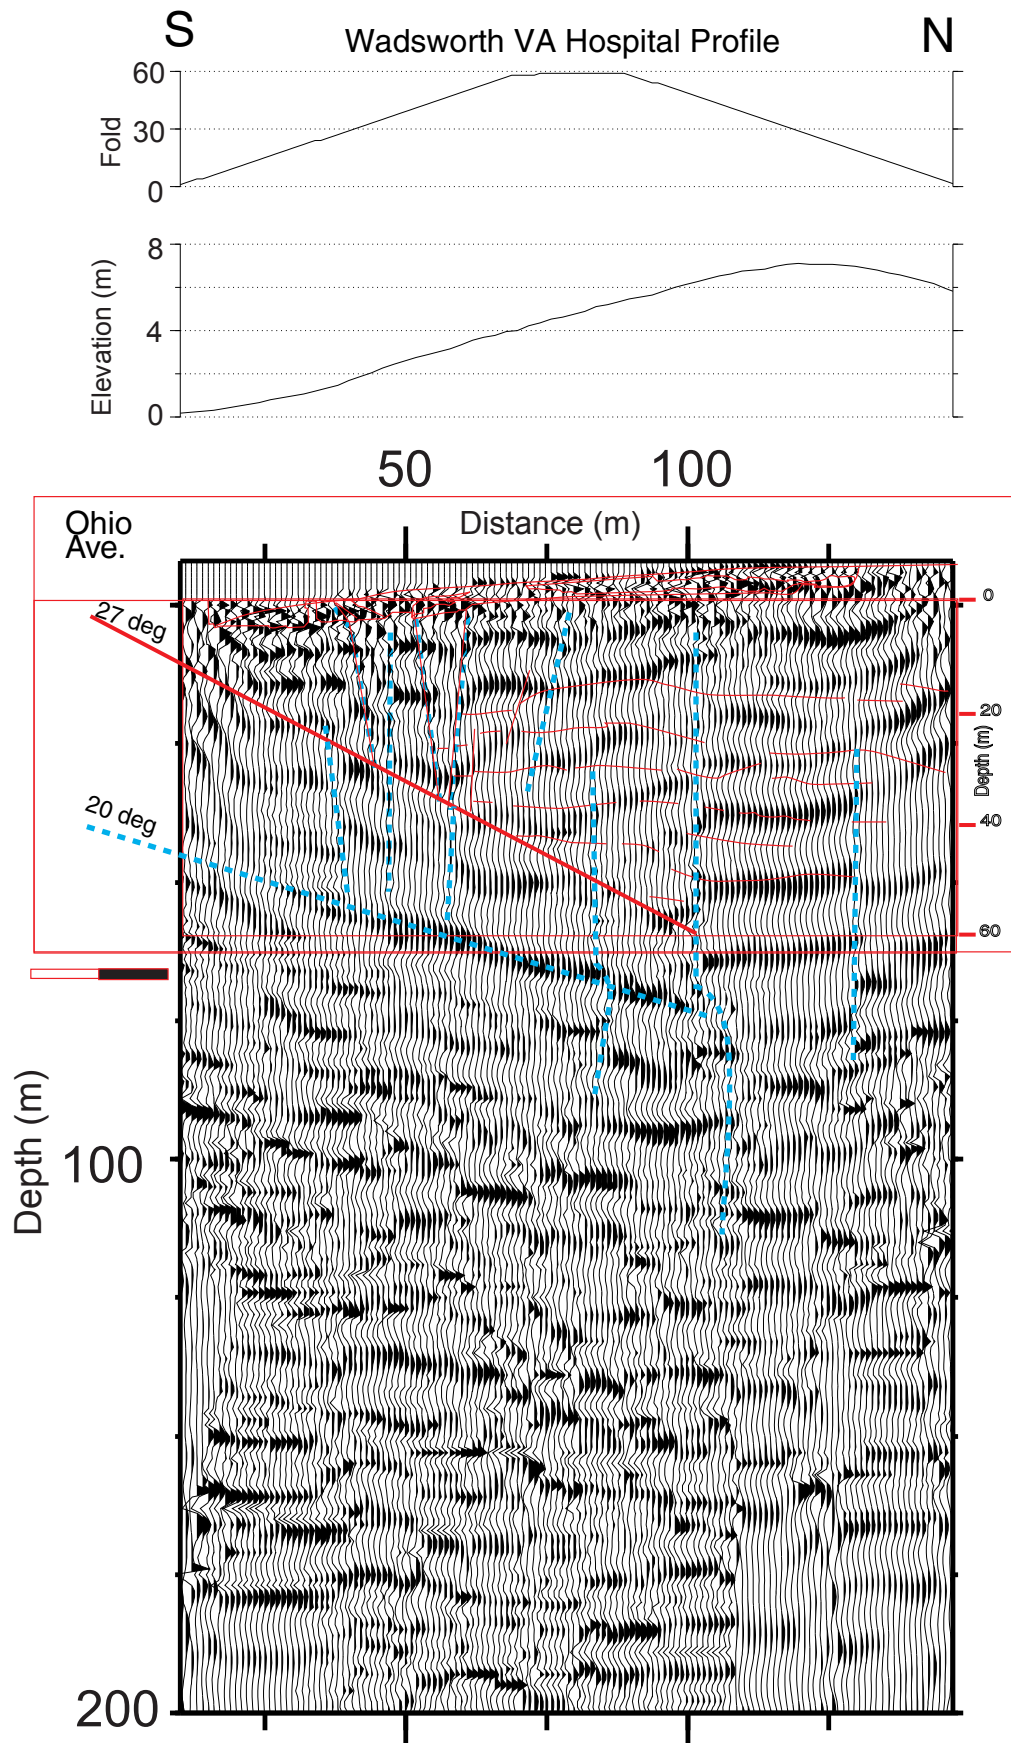 S
N
Wadsworth VA Hospital Profile
60
30
0
Fold
8
4
0
Elevation (m)
50
100
Ohio
Ave.
Distance (m)
27 deg
0
20
Depth (m)
40
60
20 deg
Depth (m)
100
200